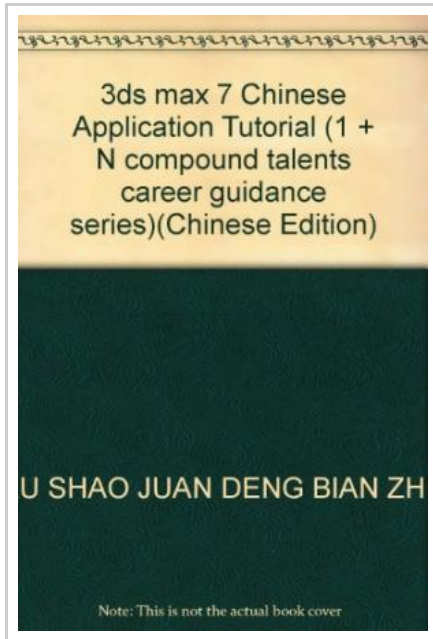 3ds max 7 Chinese
Application Tutorial (1 +
N compound talents
career guidance
series)(Chinese Edition)
U SHAO JUAN DENG BIAN ZH
Note: This is not the actual book cover